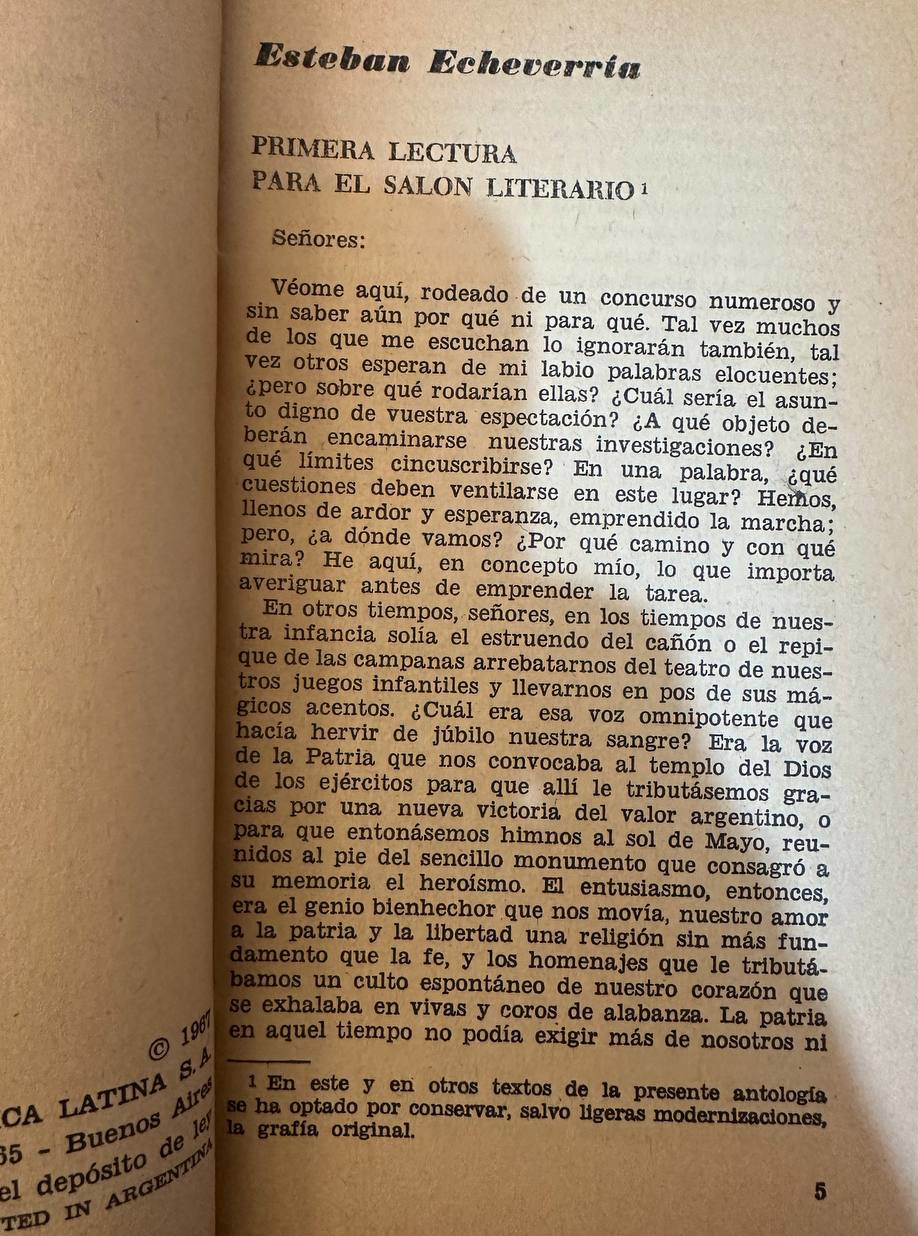 Esteban Echeverría
PRIMERA LECTURA
PARA EL SALON LITERARIO 1
Señores:
Véome aquí, rodeado de un concurso numeroso y
sin saber aún por qué ni para qué. Tal vez muchos
de los que me escuchan lo ignorarán también, tal
vez otros esperan de mi labio palabras elocuentes;
¿pero sobre qué rodarían ellas? ¿Cuál sería el asun-
to digno de vuestra espectación? ¿A qué objeto de-
berán encaminarse nuestras investigaciones? ¿En
qué límites cincuscribirse? En una palabra, ¿qué
cuestiones deben ventilarse en este lugar? Hemos,
llenos de ardor y esperanza, emprendido la marcha;
pero, ¿a dónde vamos? ¿Por qué camino y con qué
mira? He aquí, en concepto mío, lo que importa
averiguar antes de emprender la tarea.
En otros tiempos, señores, en los tiempos de nues-
tra infancia solía el estruendo del cañón o el repi-
que de las campanas arrebatarnos del teatro de nues-
tros juegos infantiles y llevarnos en pos de sus má-
gicos acentos. ¿Cuál era esa voz omnipotente que
hacía hervir de júbilo nuestra sangre? Era la voz
de la Patria que nos convocaba al templo del Dios
de los ejércitos para que allí le tributásemos gra-
cias por una nueva victoria del valor argentino, o
para que entonásemos himnos al sol de Mayo, reu-
nidos al pie del sencillo monumento que consagró a
su memoria el heroísmo. El entusiasmo, entonces,
era el genio bienhechor que nos movía, nuestro amor
a la patria y la libertad una religión sin más fun-
damento que la fe, y los homenajes que le tributá-
bamos un culto espontáneo de nuestro corazón que
se exhalaba en vivas y coros de alabanza. La patria
en aquel tiempo no podía exigir más de nosotros ni
1 En este y en otros textos de la presente antología
se ha optado por conservar, salvo ligeras modernizaciones,
la grafía original.
5
© 1967
CA LATINA S.A
65 - Buenos Aires
el depósito de ley
TED IN ARGENTINA